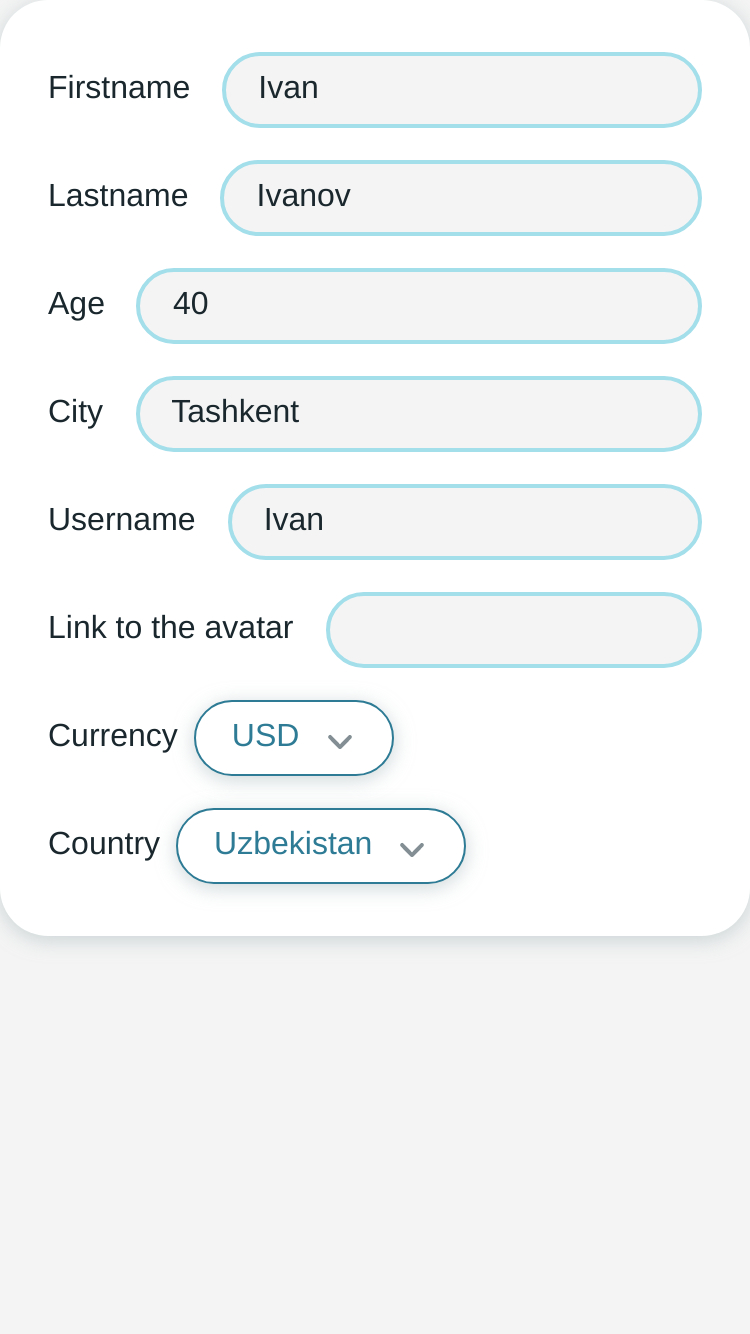 Firstname Ivan
Lastname Ivanov
Age 40
City Tashkent
Username Ivan
Link to the avatar
Currency USD
Country Uzbekistan